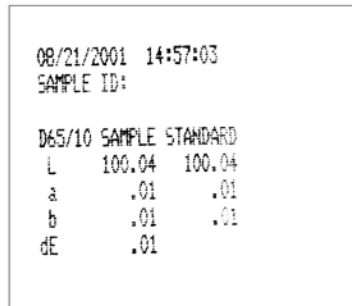 08/21/2001 14:57:03
SAMPLE ID:
D65/10 SAMPLE STANDARD
L 100.04 100.04
a .01 .01
b .01 .01
dE .01